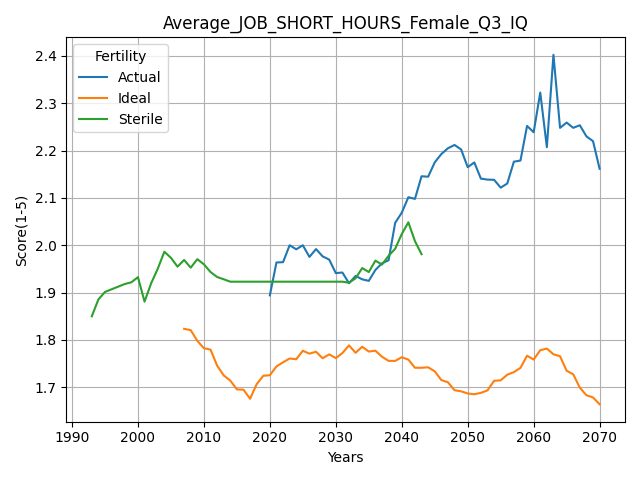 Average_JOB_SHORT_HOURS_Female_Q3_IQ
Fertility
Actual
Ideal
Sterile
Score(1-5)
2.4
2.3
2.2
2.1
2.0
1.9
1.8
1.7
1990 2000 2010 2020 2030 2040 2050 2060 2070
Years